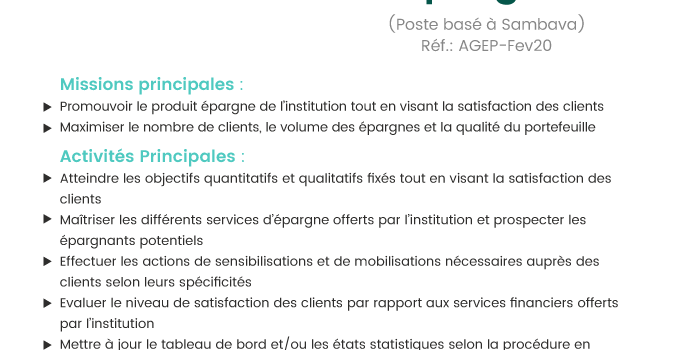 (Poste basé à Sambava)
Réf.: AGEP-Fev20
Missions principales :
▶ Promouvoir le produit épargne de l'institution tout en visant la satisfaction des clients
▶ Maximiser le nombre de clients, le volume des épargnes et la qualité du portefeuille
Activités Principales :
▶ Atteindre les objectifs quantitatifs et qualitatifs fixés tout en visant la satisfaction des
clients
▶ Maîtriser les différents services d'épargne offerts par l'institution et prospecter les
épargnants potentiels
▶ Effectuer les actions de sensibilisations et de mobilisations nécessaires auprès des
clients selon leurs spécificités
▶ Evaluer le niveau de satisfaction des clients par rapport aux services financiers offerts
par l'institution
▶ Mettre à jour le tableau de bord et/ou les états statistiques selon la procédure en